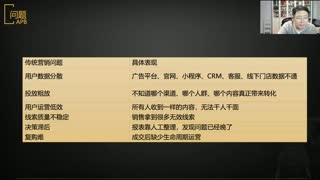 问题
APB
传统营销问题 具体表现
用户数据分散 广告平台、官网、小程序、CRM、客服、线下门店数据不通
投放粗放 不知道哪个渠道、哪个人群、哪个内容真正带来转化
用户运营低效 所有人收到一样的内容，无法千人千面
线索质量不稳定 销售拿到很多无效线索
决策滞后 报表靠人工整理，发现问题已经晚了
复购难 成交后缺少生命周期运营